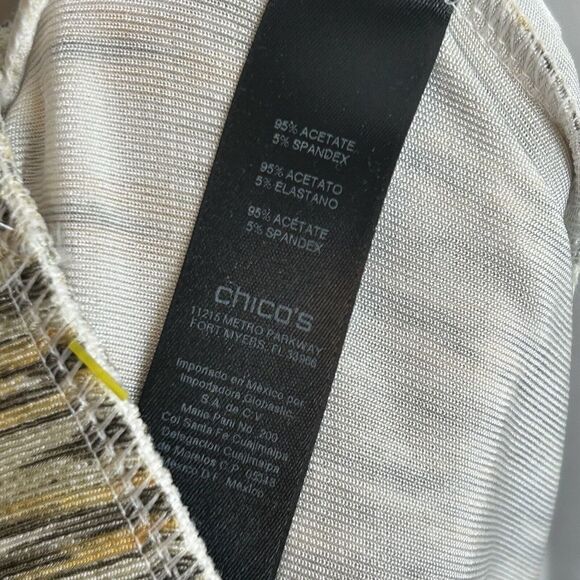 95% ACETATE
5% SPANDEX
95% ACETATO
5% ELASTANO
95% ACÉTATE
5% SPANDEX
chico's
11215 METRO PARKWAY
FORT MYERS, FL 33966
Importado en México por
Importadora Globastic
S.A. de C.V.
Mario Pani No. 200
Col Santa Fe Cuajimalpa
Delegación Cuajimalpa
de Morelos C.P. 05348
México D.F. México